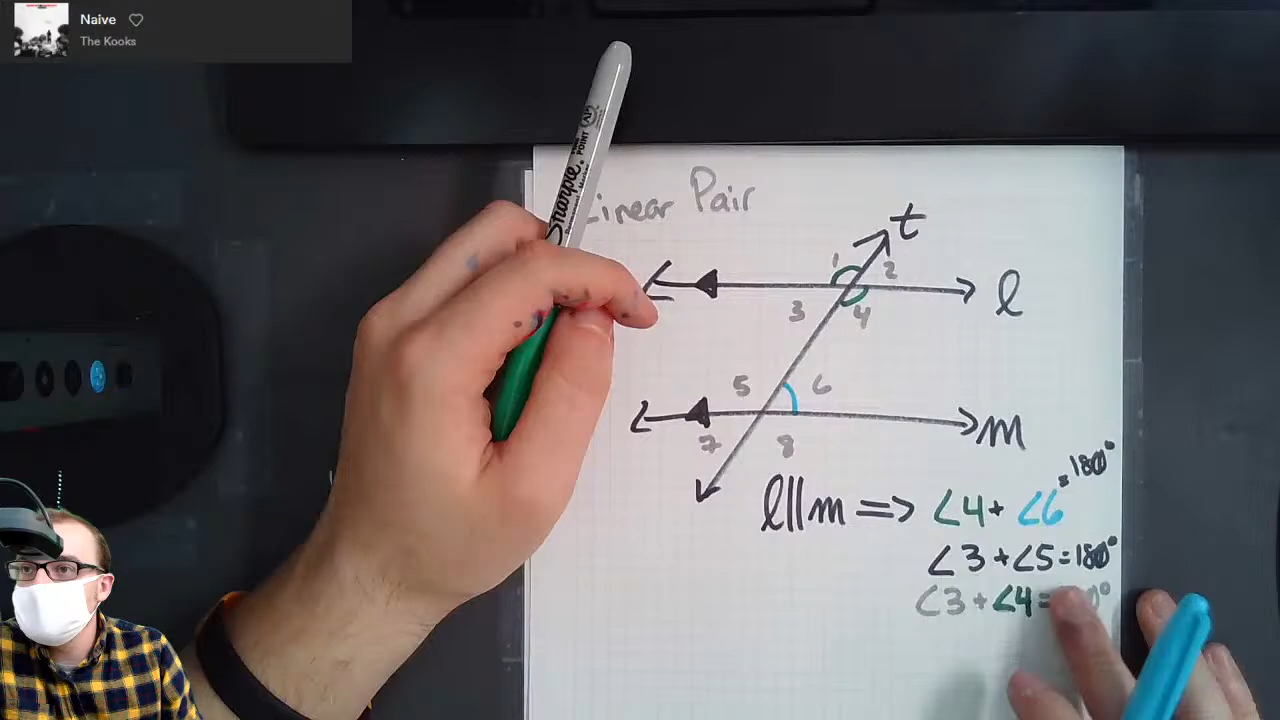 Naive
The Kooks
Sharpie.
Linear Pair
t
1
2
l
3
4
5
6
m
7
8
l||m => ∠4+ ∠6 = 180°
∠3+∠5=180°
∠3+∠4=